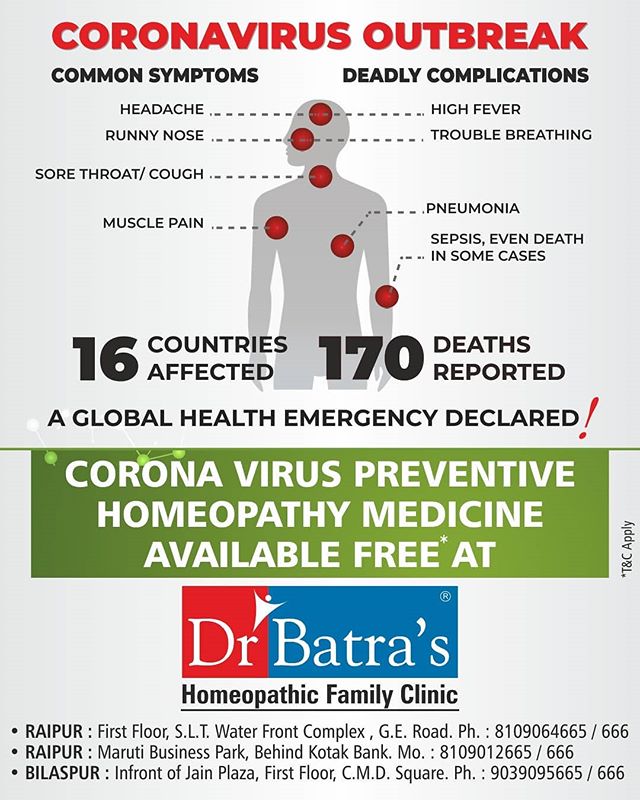 CORONAVIRUS OUTBREAK
COMMON SYMPTOMS
HEADACHE
RUNNY NOSE
SORE THROAT/ COUGH
MUSCLE PAIN
DEADLY COMPLICATIONS
HIGH FEVER
TROUBLE BREATHING
PNEUMONIA
SEPSIS, EVEN DEATH
IN SOME CASES
16 COUNTRIES
AFFECTED
170 DEATHS
REPORTED
A GLOBAL HEALTH EMERGENCY DECLARED!
CORONA VIRUS PREVENTIVE
HOMEOPATHY MEDICINE
AVAILABLE FREE* AT
*T&C Apply
Dr Batra's®
Homeopathic Family Clinic
• RAIPUR : First Floor, S.L.T. Water Front Complex , G.E. Road. Ph. : 8109064665 / 666
• RAIPUR : Maruti Business Park, Behind Kotak Bank. Mo. : 8109012665 / 666
• BILASPUR : Infront of Jain Plaza, First Floor, C.M.D. Square. Ph. : 9039095665 / 666